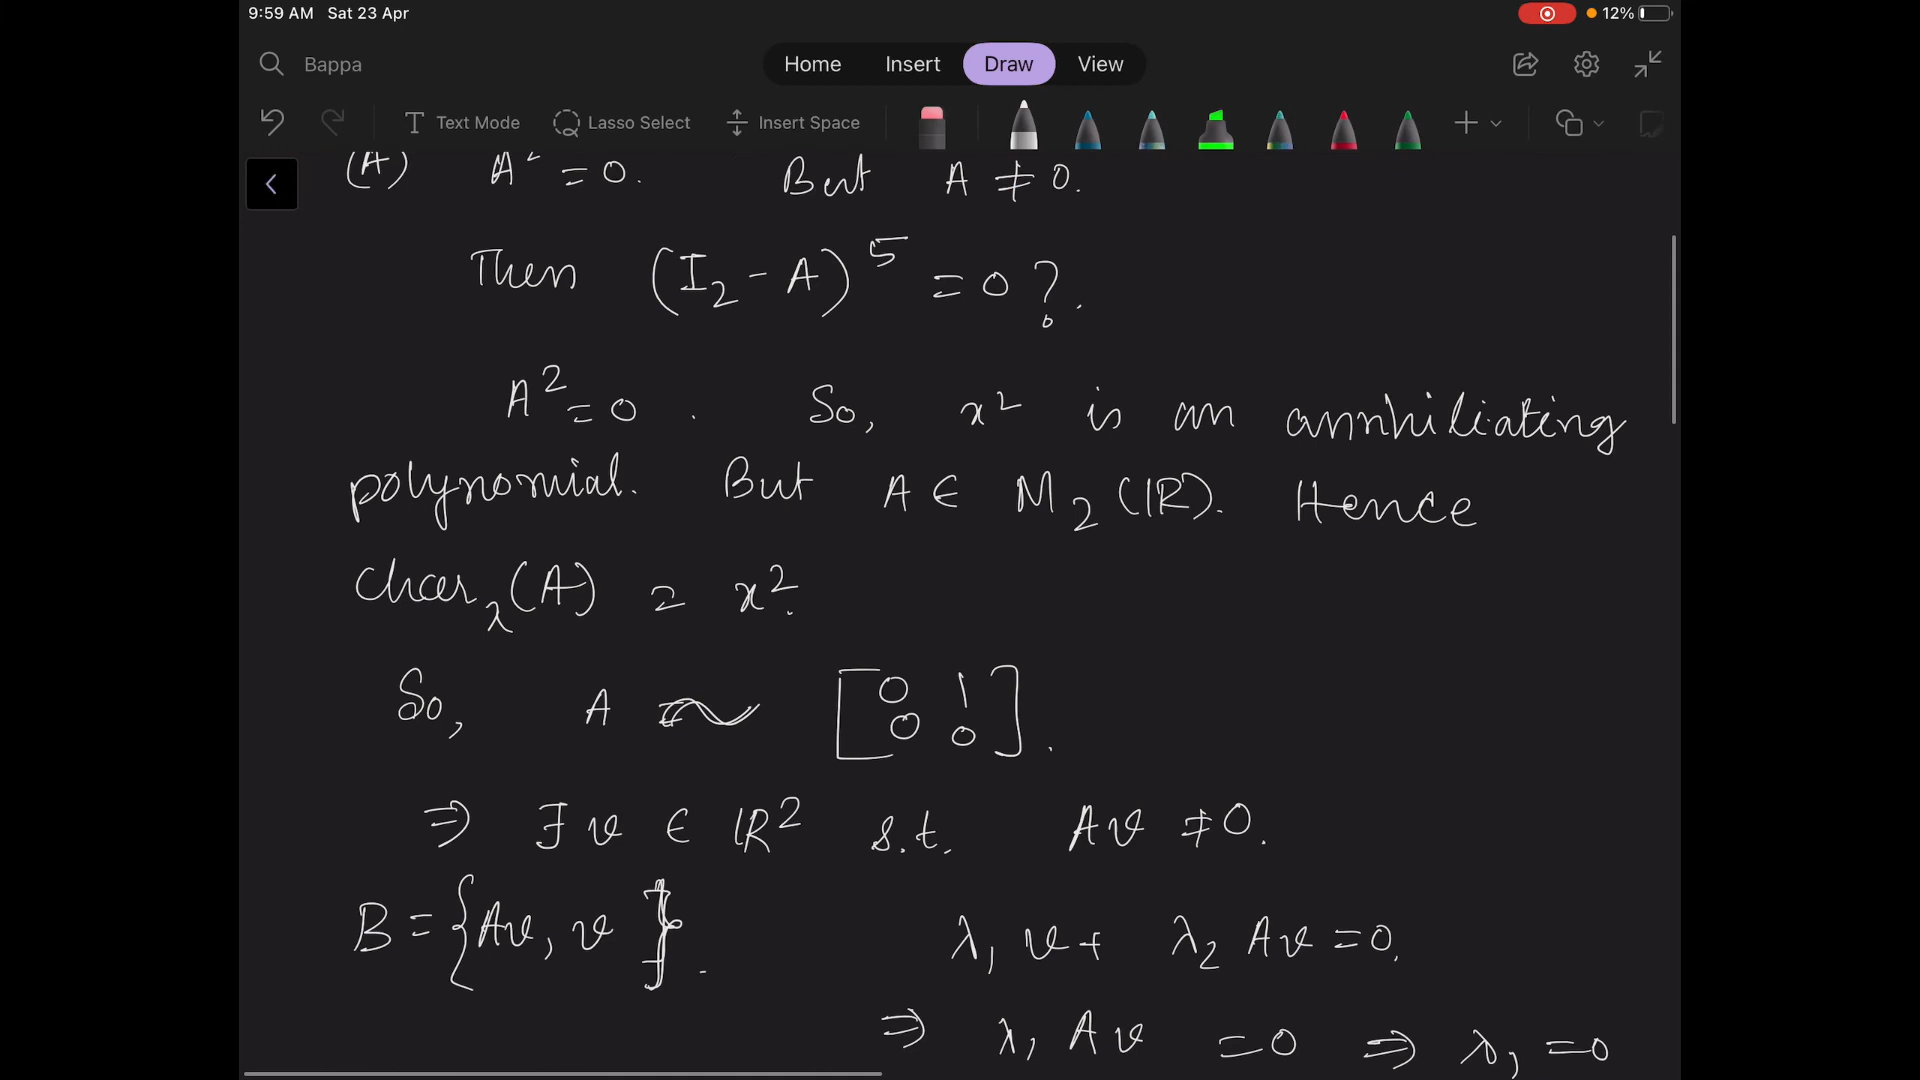 9:59 AM Sat 23 Apr 12%
Bappa Home Insert Draw View
Text Mode Lasso Select Insert Space
(A) A² = 0. But A ≠ 0.
Then (I₂ - A)⁵ = 0 ?.
A² = 0 . So, x² is an annhiliating
polynomial. But A ∈ M₂(ℝ). Hence
char_λ(A) = x².
So, A ~ [0 1
0 0].
⇒ ∃ v ∈ ℝ² s.t. Av ≠ 0.
B = {Av, v}. λ₁ v + λ₂ Av = 0.
⇒ λ₁ Av = 0 ⇒ λ₁ = 0